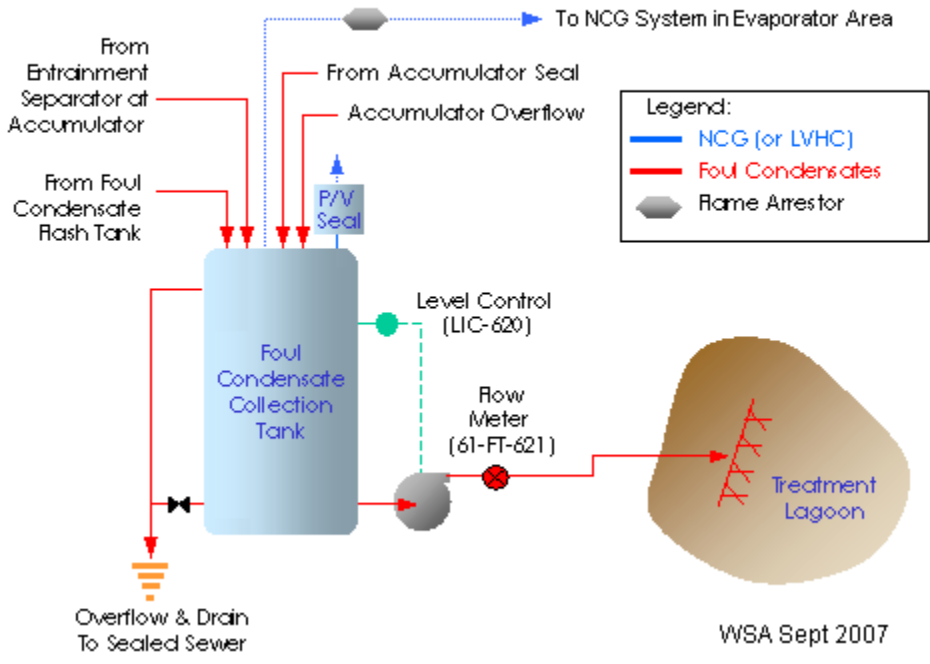 To NCG System in Evaporator Area
From
Entrainment
Separator at
Accumulator
From Accumulator Seal
Accumulator Overflow
From Foul
Condensate
Flash Tank
P/V
Seal
Legend:
NCG (or LVHC)
Foul Condensates
Flame Arrestor
Level Control
(LIC-620)
Foul
Condensate
Collection
Tank
Flow
Meter
(61-FT-621)
Treatment
Lagoon
Overflow & Drain
To Sealed Sewer
WSA Sept 2007